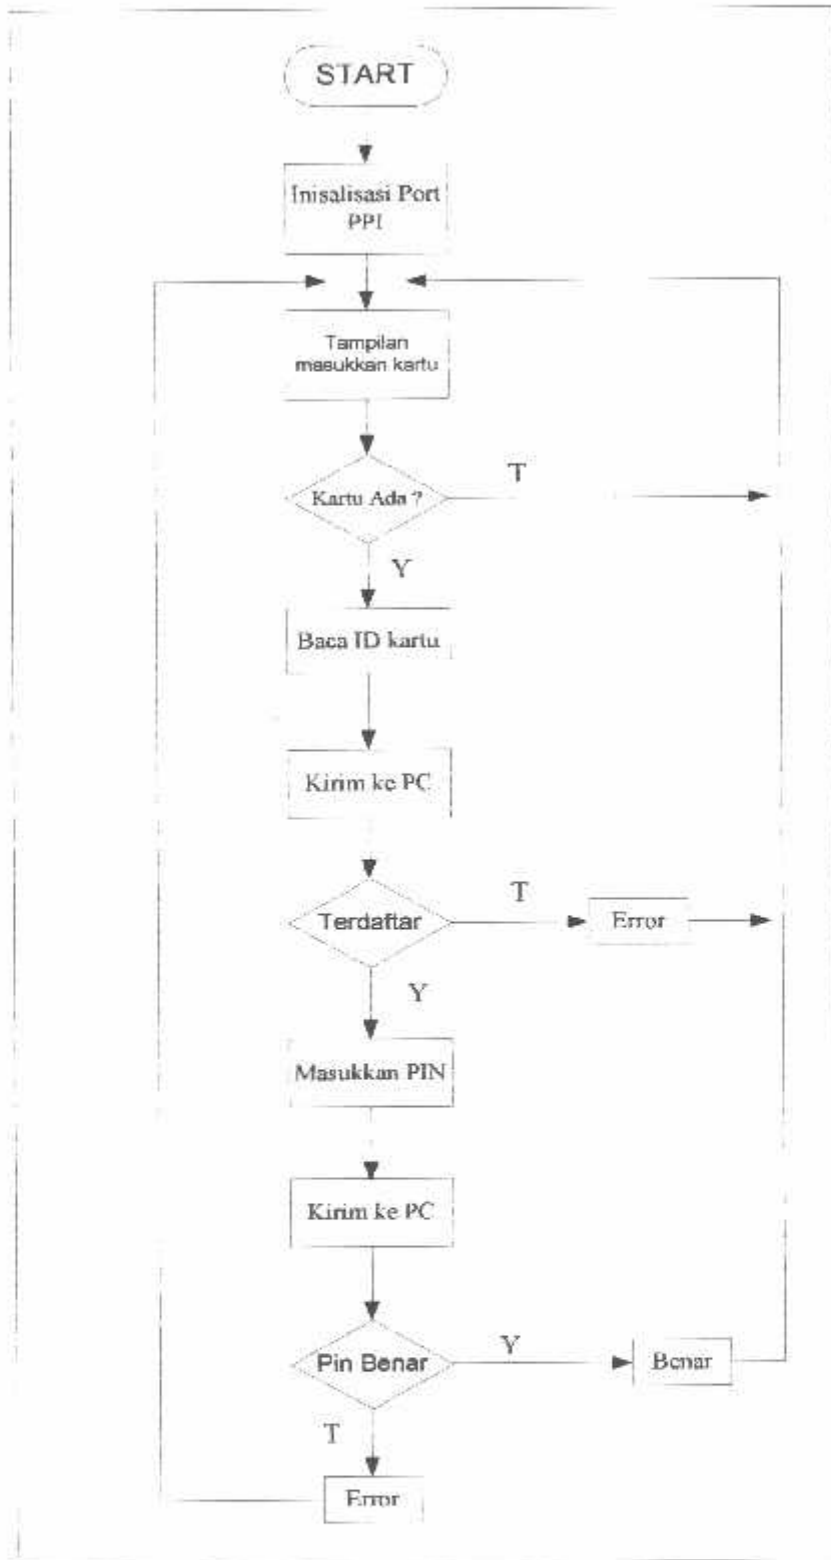 START
Inisalisasi Port
PPI
Tampilan
masukkan kartu
Kartu Ada ?
T
Y
Baca ID kartu
Kirim ke PC
Terdaftar
T
Error
Y
Masukkan PIN
Kirim ke PC
Pin Benar
Y
Benar
T
Error